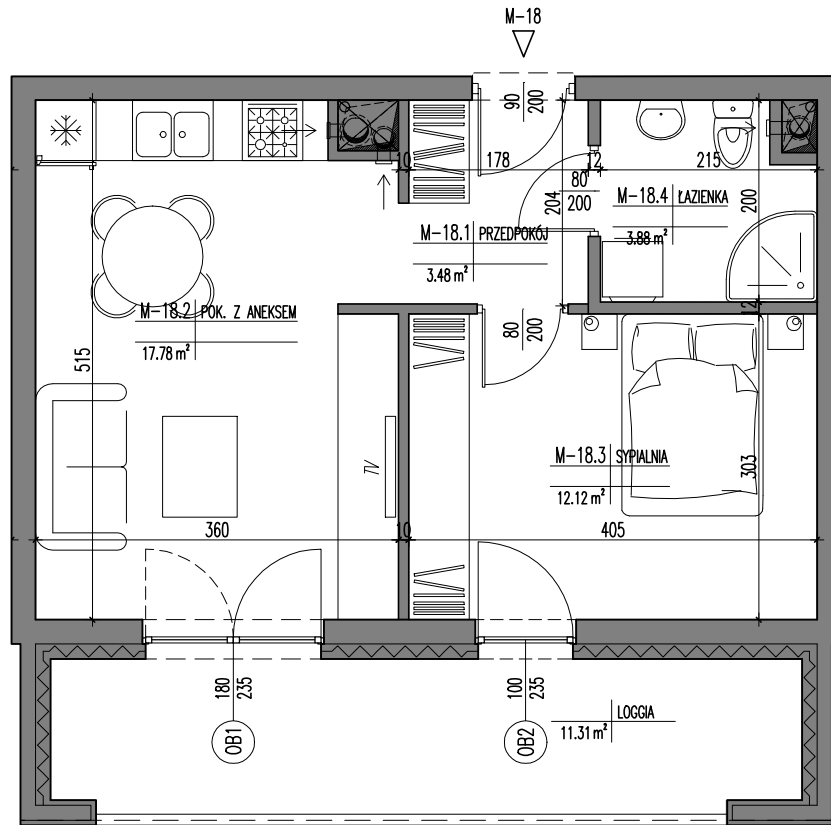 M-18
90
200
10
178
12
215
80
200
204
M-18.4 ŁAZIENKA
3.88 m²
200
M-18.1 PRZEDPOKÓJ
3.48 m²
M-18.2 POK. Z ANEKSEM
17.78 m²
80
200
12
515
M-18.3 SYPIALNIA
12.12 m²
303
TV
360
10
405
180
235
100
235
LOGGIA
11.31 m²
OB1
OB2